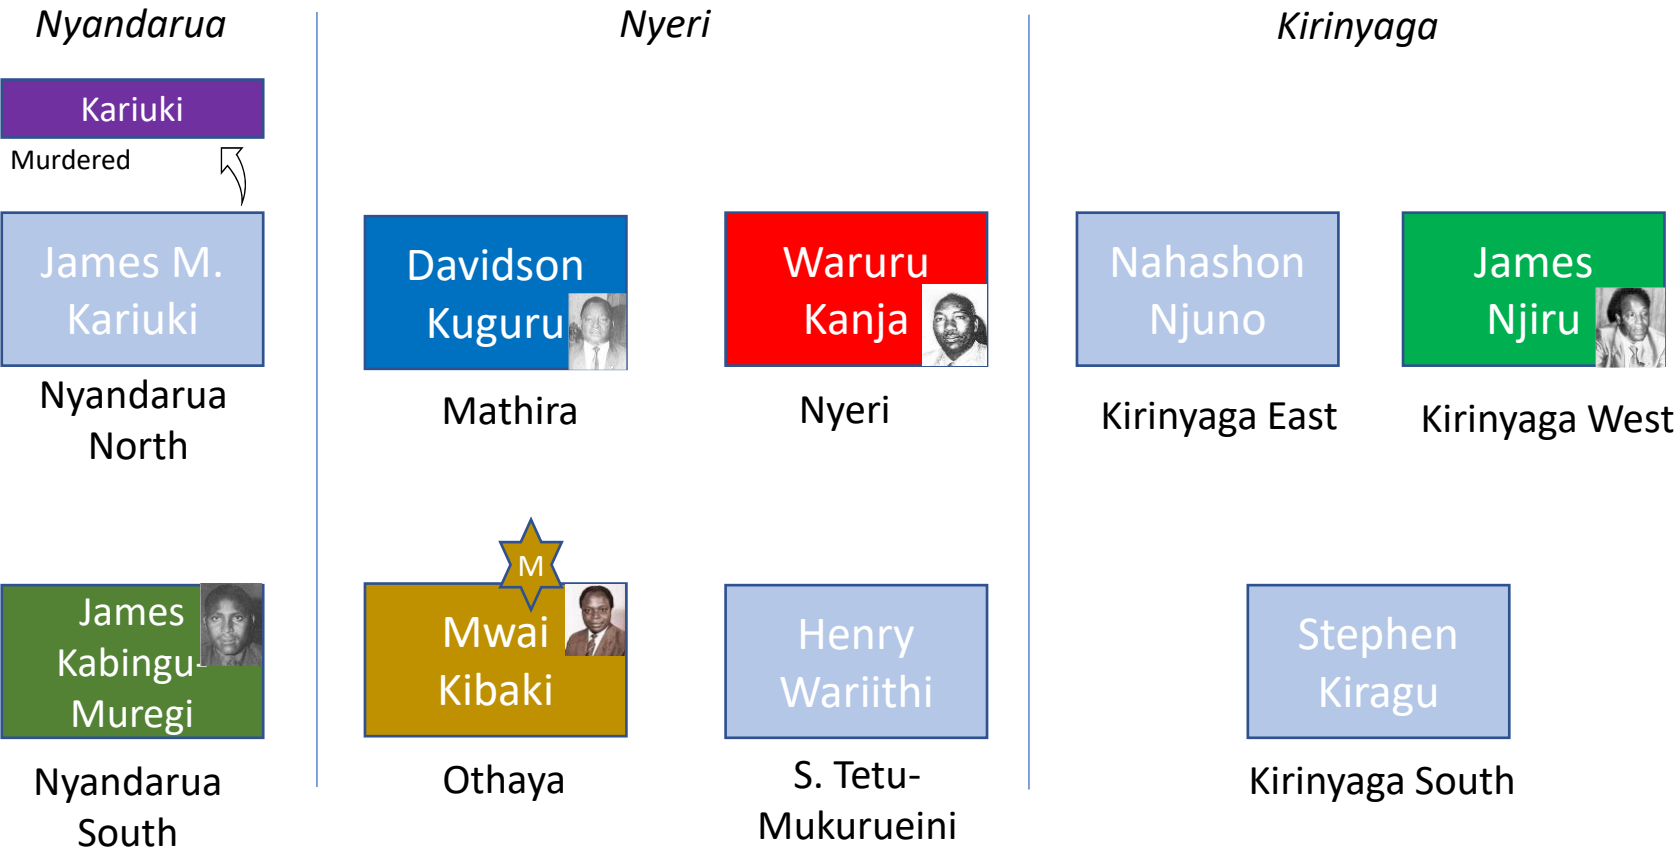 Nyandarua
Nyeri
Kirinyaga
Kariuki
Murdered
James M.
Kariuki
Nyandarua
North
Davidson
Kuguru
Mathira
Waruru
Kanja
Nyeri
Nahashon
Njuno
Kirinyaga East
James
Njiru
Kirinyaga West
James
Kabingu-
Muregi
Nyandarua
South
M
Mwai
Kibaki
Othaya
Henry
Wariithi
S. Tetu-
Mukurueini
Stephen
Kiragu
Kirinyaga South